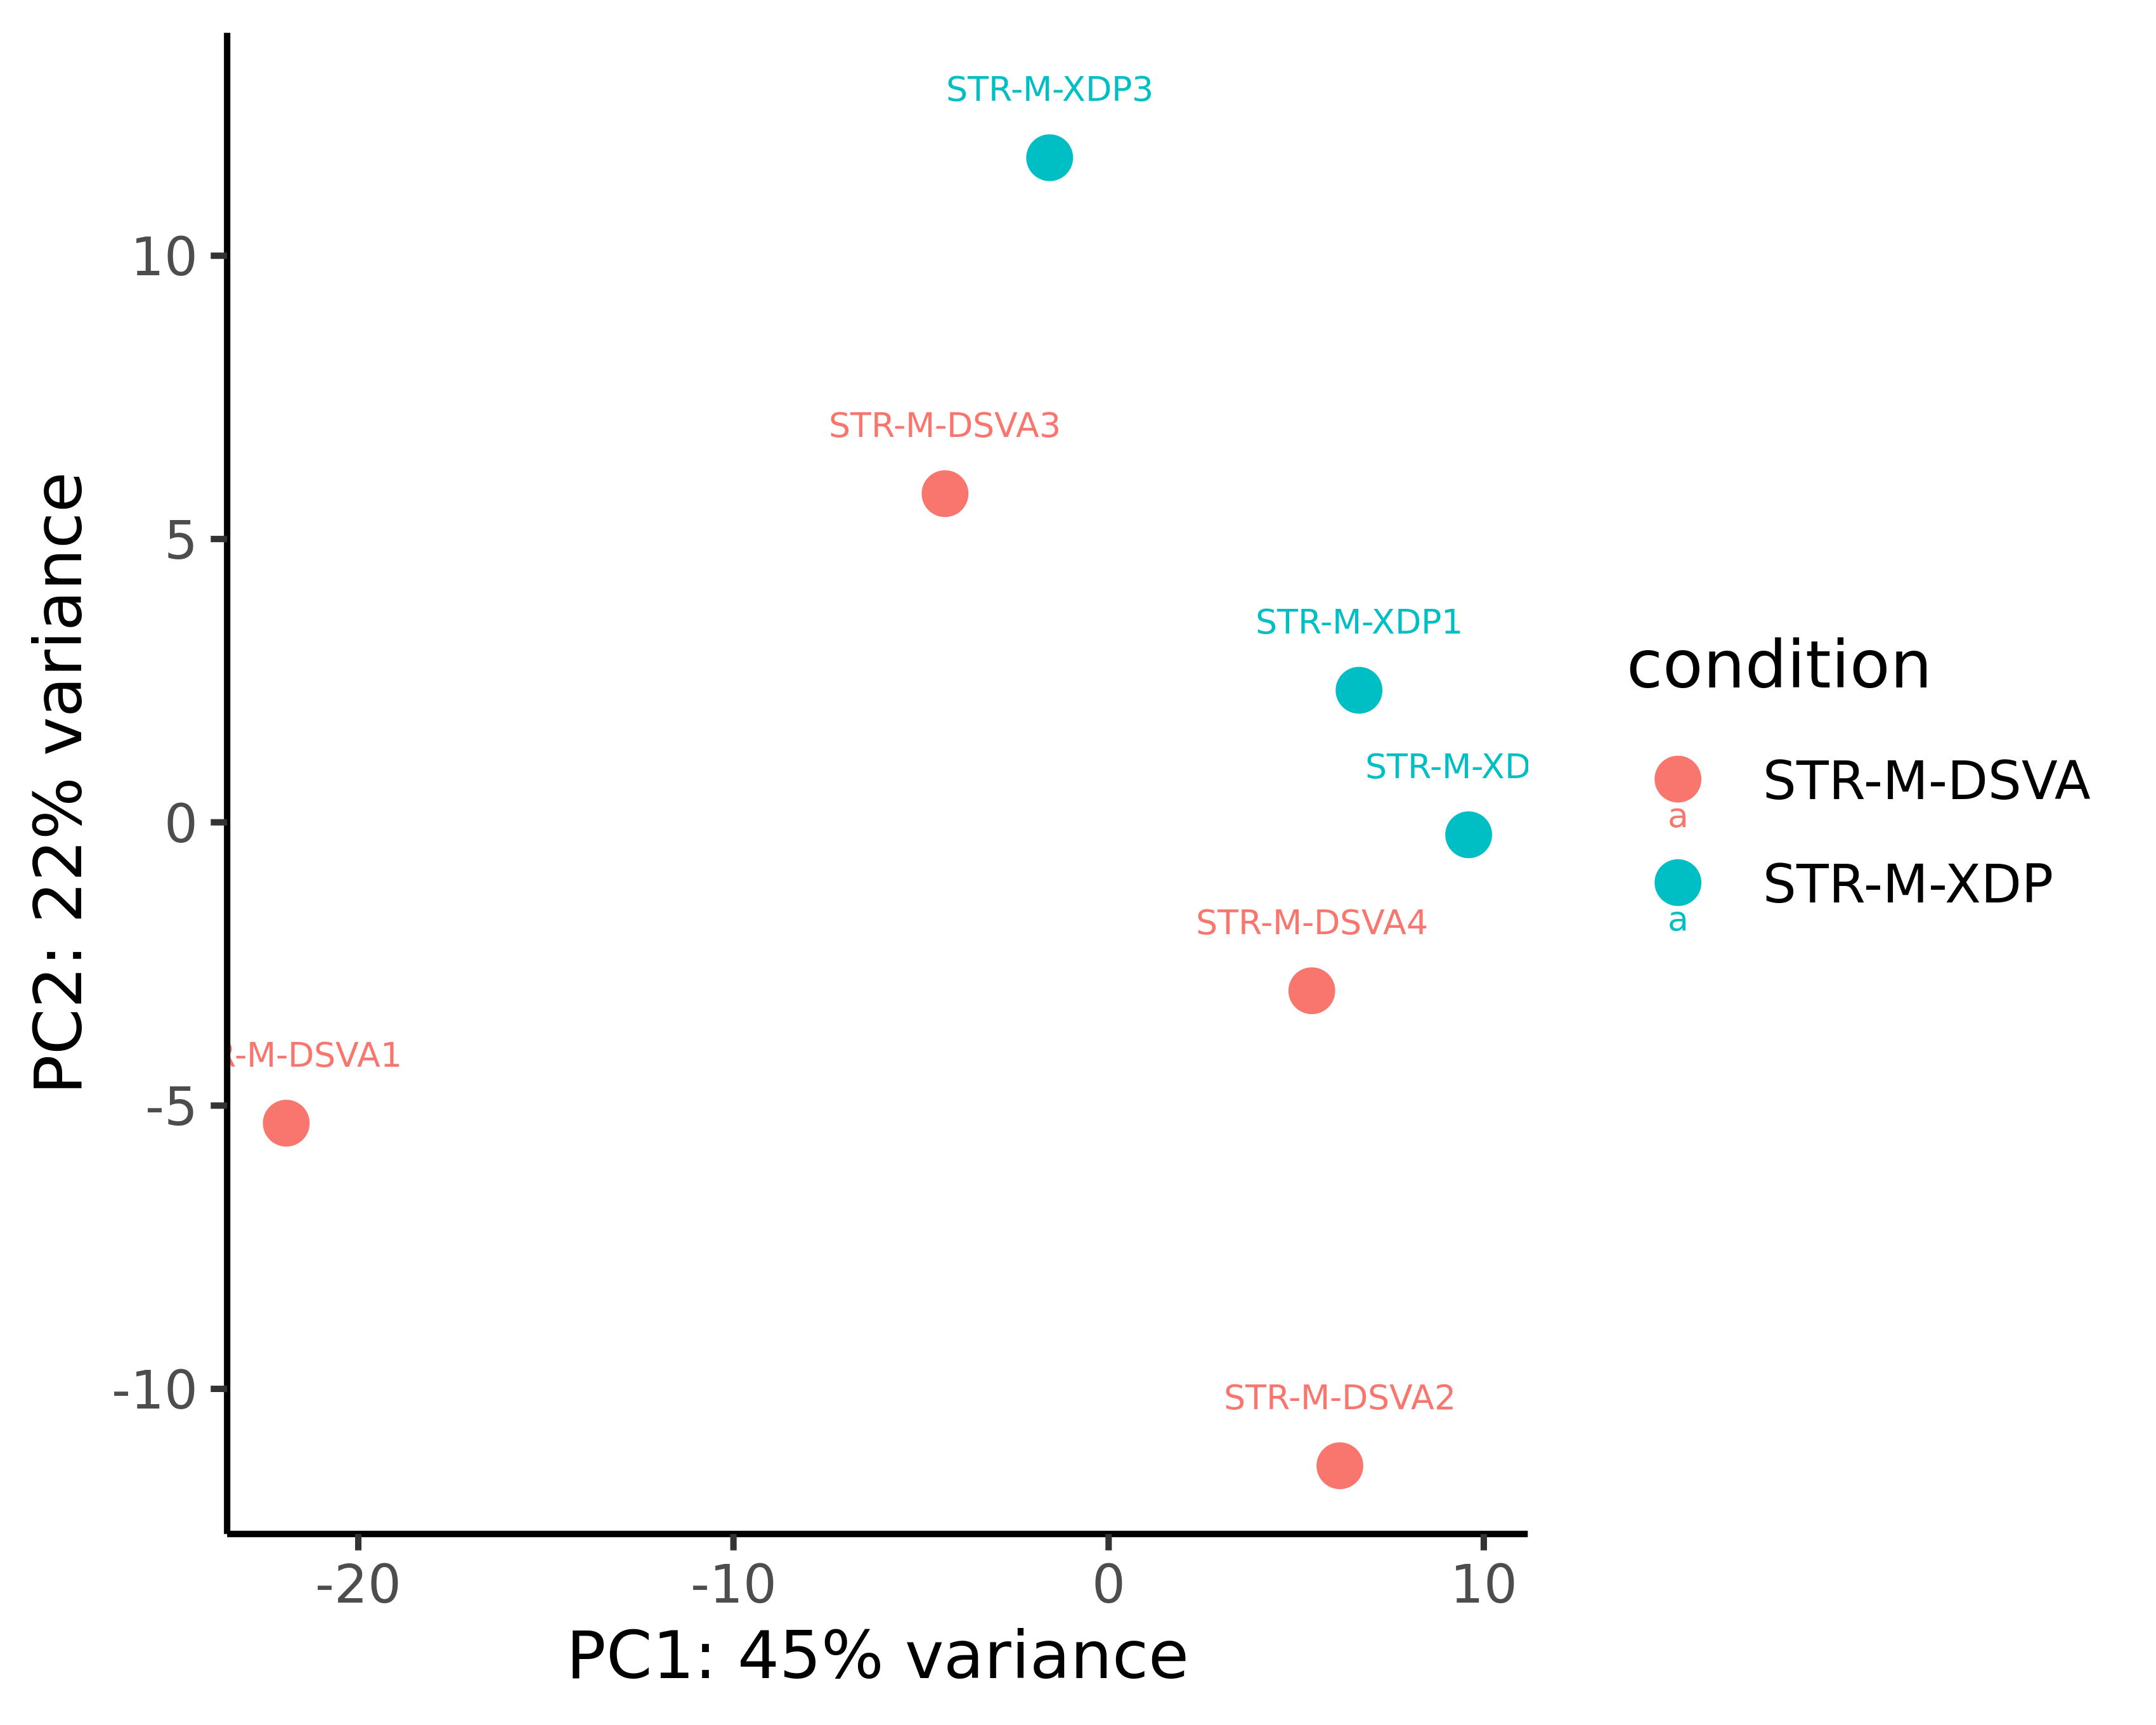 STR-M-XDP3
10
STR-M-DSVA3
5
STR-M-XDP1
STR-M-XD
0
STR-M-DSVA4
-M-DSVA1
-5
STR-M-DSVA2
-10
PC2: 22% variance
-20 -10 0 10
PC1: 45% variance
condition
STR-M-DSVA
a
STR-M-XDP
a